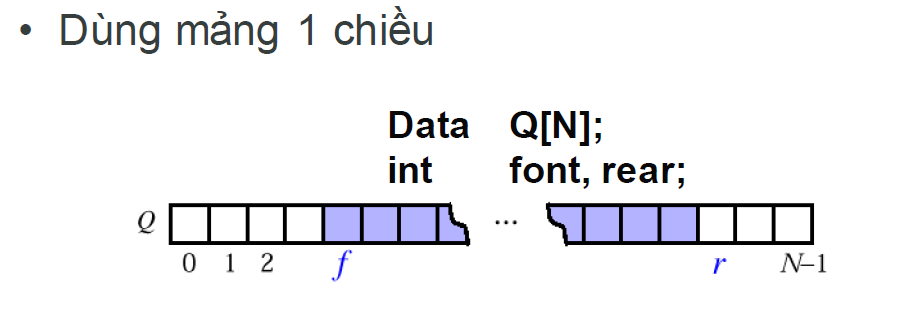 • Dùng mảng 1 chiều
Data Q[N];
int font, rear;
Q ...
0 1 2 f r N–1